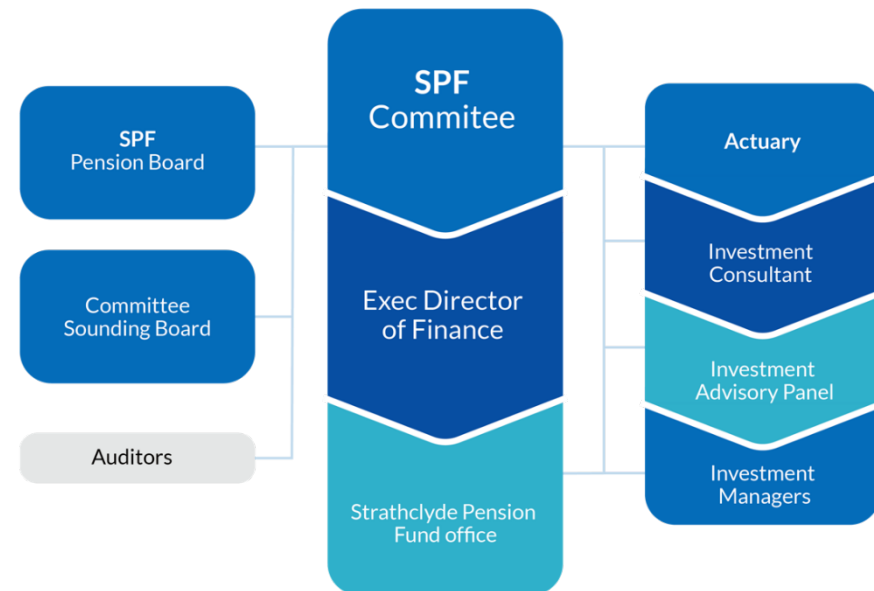 SPF
Commitee
SPF
Pension Board
Committee
Sounding Board
Auditors
Exec Director
of Finance
Strathclyde Pension
Fund office
Actuary
Investment
Consultant
Investment
Advisory Panel
Investment
Managers